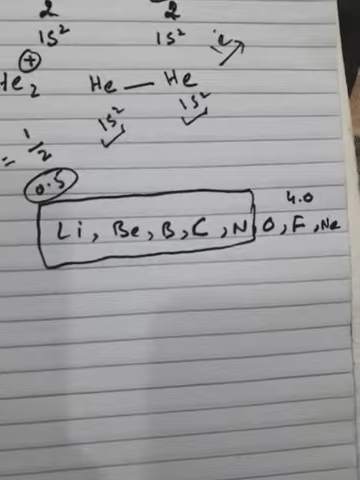 2 2
1s² 1s²
He₂⊕ He — He
1s² 1s²
= 1/2
0.5
4.0
Li, Be, B, C, N, O, F, Ne